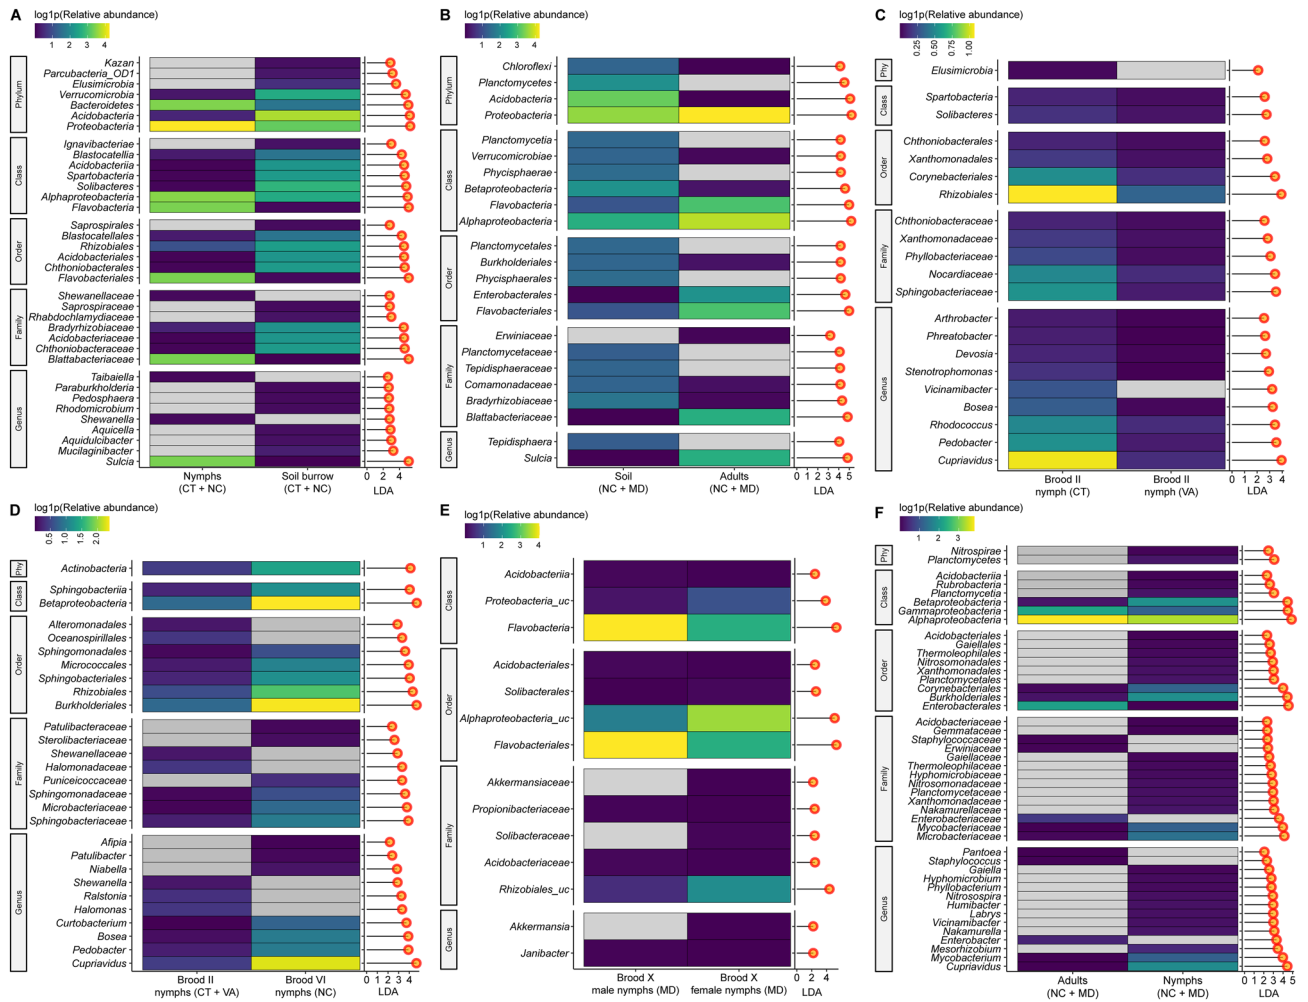 A
log1p(Relative abundance)
1 2 3 4
Phylum
Kazan
Parcubacteria_OD1
Elusimicrobia
Verrucomicrobia
Bacteroidetes
Acidobacteria
Proteobacteria
Class
Ignavibacteriae
Blastocatellia
Acidobacteriia
Spartobacteria
Solibacteres
Alphaproteobacteria
Flavobacteria
Order
Saprospirales
Blastocatellales
Rhizobiales
Acidobacteriales
Chthoniobacterales
Flavobacteriales
Family
Shewanellaceae
Saprospiraceae
Rhabdochlamydiaceae
Bradyrhizobiaceae
Acidobacteriaceae
Chthoniobacteraceae
Blattabacteriaceae
Genus
Taibaiella
Paraburkholderia
Pedosphaera
Rhodomicrobium
Shewanella
Aquicella
Aquidulcibacter
Mucilaginibacter
Sulcia
Nymphs
(CT + NC)
Soil burrow
(CT + NC)
0 2 4
LDA
B
log1p(Relative abundance)
1 2 3 4
Phylum
Chloroflexi
Planctomycetes
Acidobacteria
Proteobacteria
Class
Planctomycetia
Verrucomicrobiae
Phycisphaerae
Betaproteobacteria
Flavobacteria
Alphaproteobacteria
Order
Planctomycetales
Burkholderiales
Phycisphaerales
Enterobacterales
Flavobacteriales
Family
Erwiniaceae
Planctomycetaceae
Tepidisphaeraceae
Comamonadaceae
Bradyrhizobiaceae
Blattabacteriaceae
Genus
Tepidisphaera
Sulcia
Soil
(NC + MD)
Adults
(NC + MD)
0 1 2 3 4 5
LDA
C
log1p(Relative abundance)
0.25 0.50 0.75 1.00
Phy
Elusimicrobia
Class
Spartobacteria
Solibacteres
Order
Chthoniobacterales
Xanthomonadales
Corynebacteriales
Rhizobiales
Family
Chthoniobacteraceae
Xanthomonadaceae
Phyllobacteriaceae
Nocardiaceae
Sphingobacteriaceae
Genus
Arthrobacter
Phreatobacter
Devosia
Stenotrophomonas
Vicinamibacter
Bosea
Rhodococcus
Pedobacter
Cupriavidus
Brood II
nymph (CT)
Brood II
nymph (VA)
0 1 2 3 4
LDA
D
log1p(Relative abundance)
0.5 1.0 1.5 2.0
Phy
Actinobacteria
Class
Sphingobacteriia
Betaproteobacteria
Order
Alteromonadales
Oceanospirillales
Sphingomonadales
Micrococcales
Sphingobacteriales
Rhizobiales
Burkholderiales
Family
Patulibacteraceae
Sterolibacteriaceae
Shewanellaceae
Halomonadaceae
Puniceicoccaceae
Sphingomonadaceae
Microbacteriaceae
Sphingobacteriaceae
Genus
Afipia
Patulibacter
Niabella
Shewanella
Ralstonia
Halomonas
Curtobacterium
Bosea
Pedobacter
Cupriavidus
Brood II
nymphs (CT + VA)
Brood VI
nymphs (NC)
0 1 2 3 4
LDA
E
log1p(Relative abundance)
1 2 3 4
Class
Acidobacteriia
Proteobacteria_uc
Flavobacteria
Order
Acidobacteriales
Solibacterales
Alphaproteobacteria_uc
Flavobacteriales
Family
Akkermansiaceae
Propionibacteriaceae
Solibacteraceae
Acidobacteriaceae
Rhizobiales_uc
Genus
Akkermansia
Janibacter
Brood X
male nymphs (MD)
Brood X
female nymphs (MD)
0 2 4
LDA
F
log1p(Relative abundance)
1 2 3
Phy
Nitrospirae
Planctomycetes
Class
Acidobacteriia
Rubrobacteria
Planctomycetia
Betaproteobacteria
Gammaproteobacteria
Alphaproteobacteria
Order
Acidobacteriales
Gaiellales
Thermoleophilales
Nitrosomonadales
Xanthomonadales
Planctomycetales
Corynebacteriales
Burkholderiales
Enterobacterales
Family
Acidobacteriaceae
Gemmataceae
Staphylococcaceae
Erwiniaceae
Gaiellaceae
Thermoleophilaceae
Hyphomicrobiaceae
Nitrosomonadaceae
Planctomycetaceae
Xanthomonadaceae
Nakamurellaceae
Enterobacteriaceae
Mycobacteriaceae
Microbacteriaceae
Genus
Pantoea
Staphylococcus
Gaiella
Hyphomicrobium
Phyllobacterium
Nitrosospira
Humibacter
Labrys
Vicinamibacter
Nakamurella
Enterobacter
Mesorhizobium
Mycobacterium
Cupriavidus
Adults
(NC + MD)
Nymphs
(NC + MD)
0 1 2 3 4 5
LDA